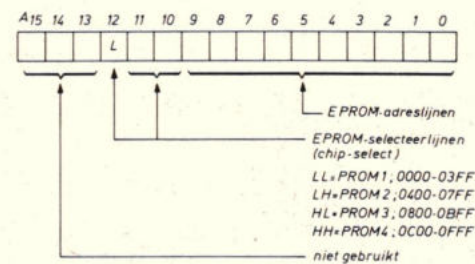 A15 14 13 12 11 10 9 8 7 6 5 4 3 2 1 0
L
EPROM-adreslijnen
EPROM-selecteerlijnen
(chip-select)
LL=PROM1;0000-03FF
LH=PROM2;0400-07FF
HL=PROM3;0800-0BFF
HH=PROM4;0C00-0FFF
niet gebruikt